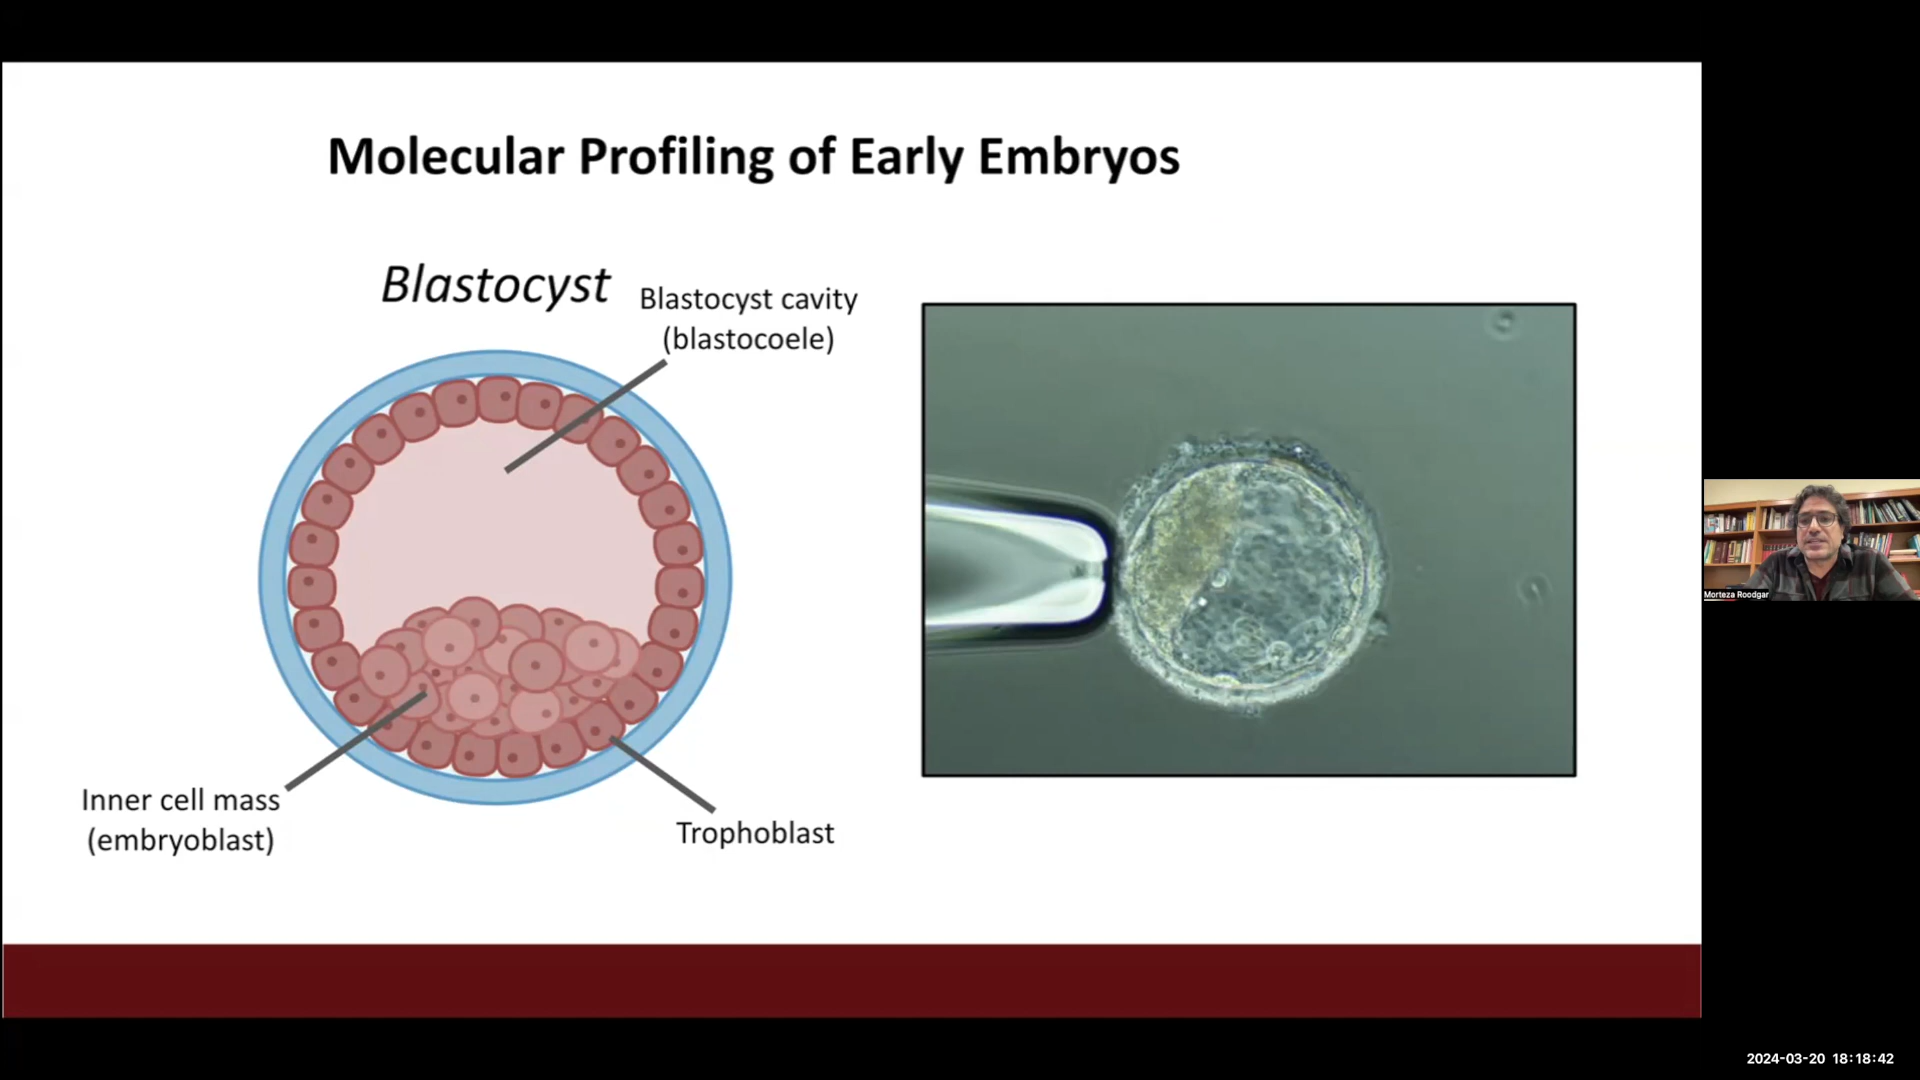 Molecular Profiling of Early Embryos
Blastocyst
Blastocyst cavity
(blastocoele)
Inner cell mass
(embryoblast)
Trophoblast
Morteza Roodgar
2024-03-20 18:18:42